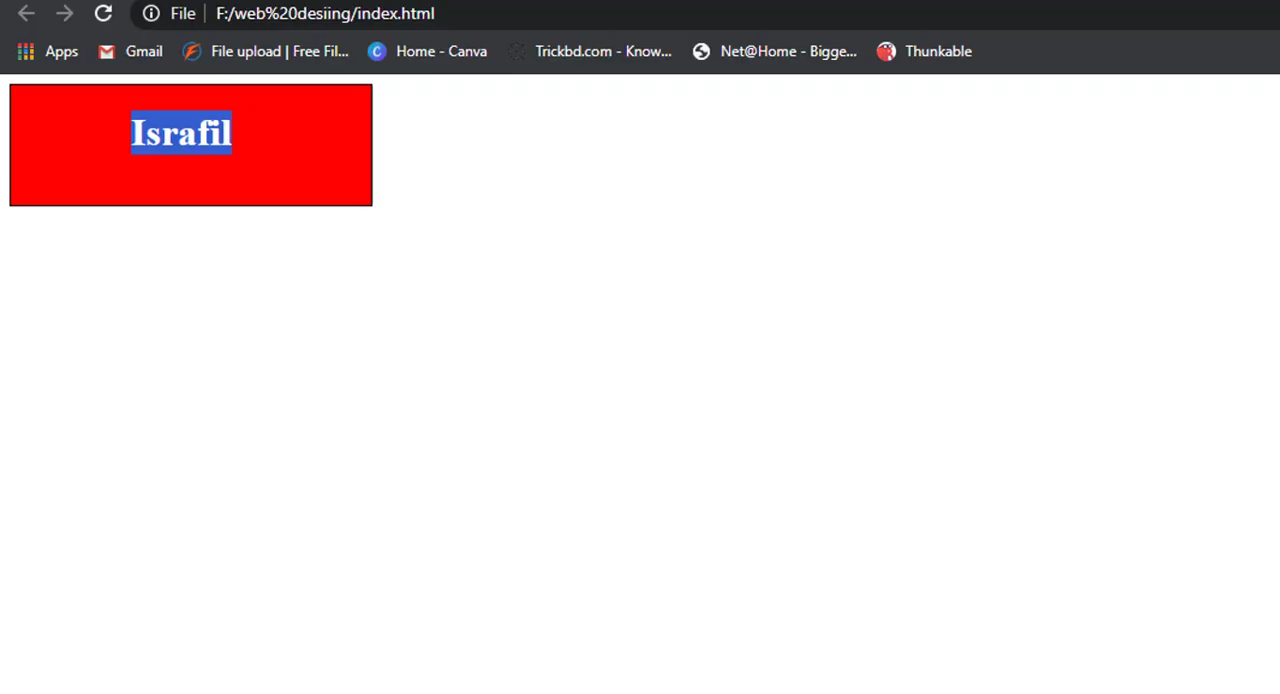 File F:/web%20desiing/index.html
Apps Gmail File upload | Free Fil... Home - Canva Trickbd.com - Know... Net@Home - Bigge... Thunkable
Israfil